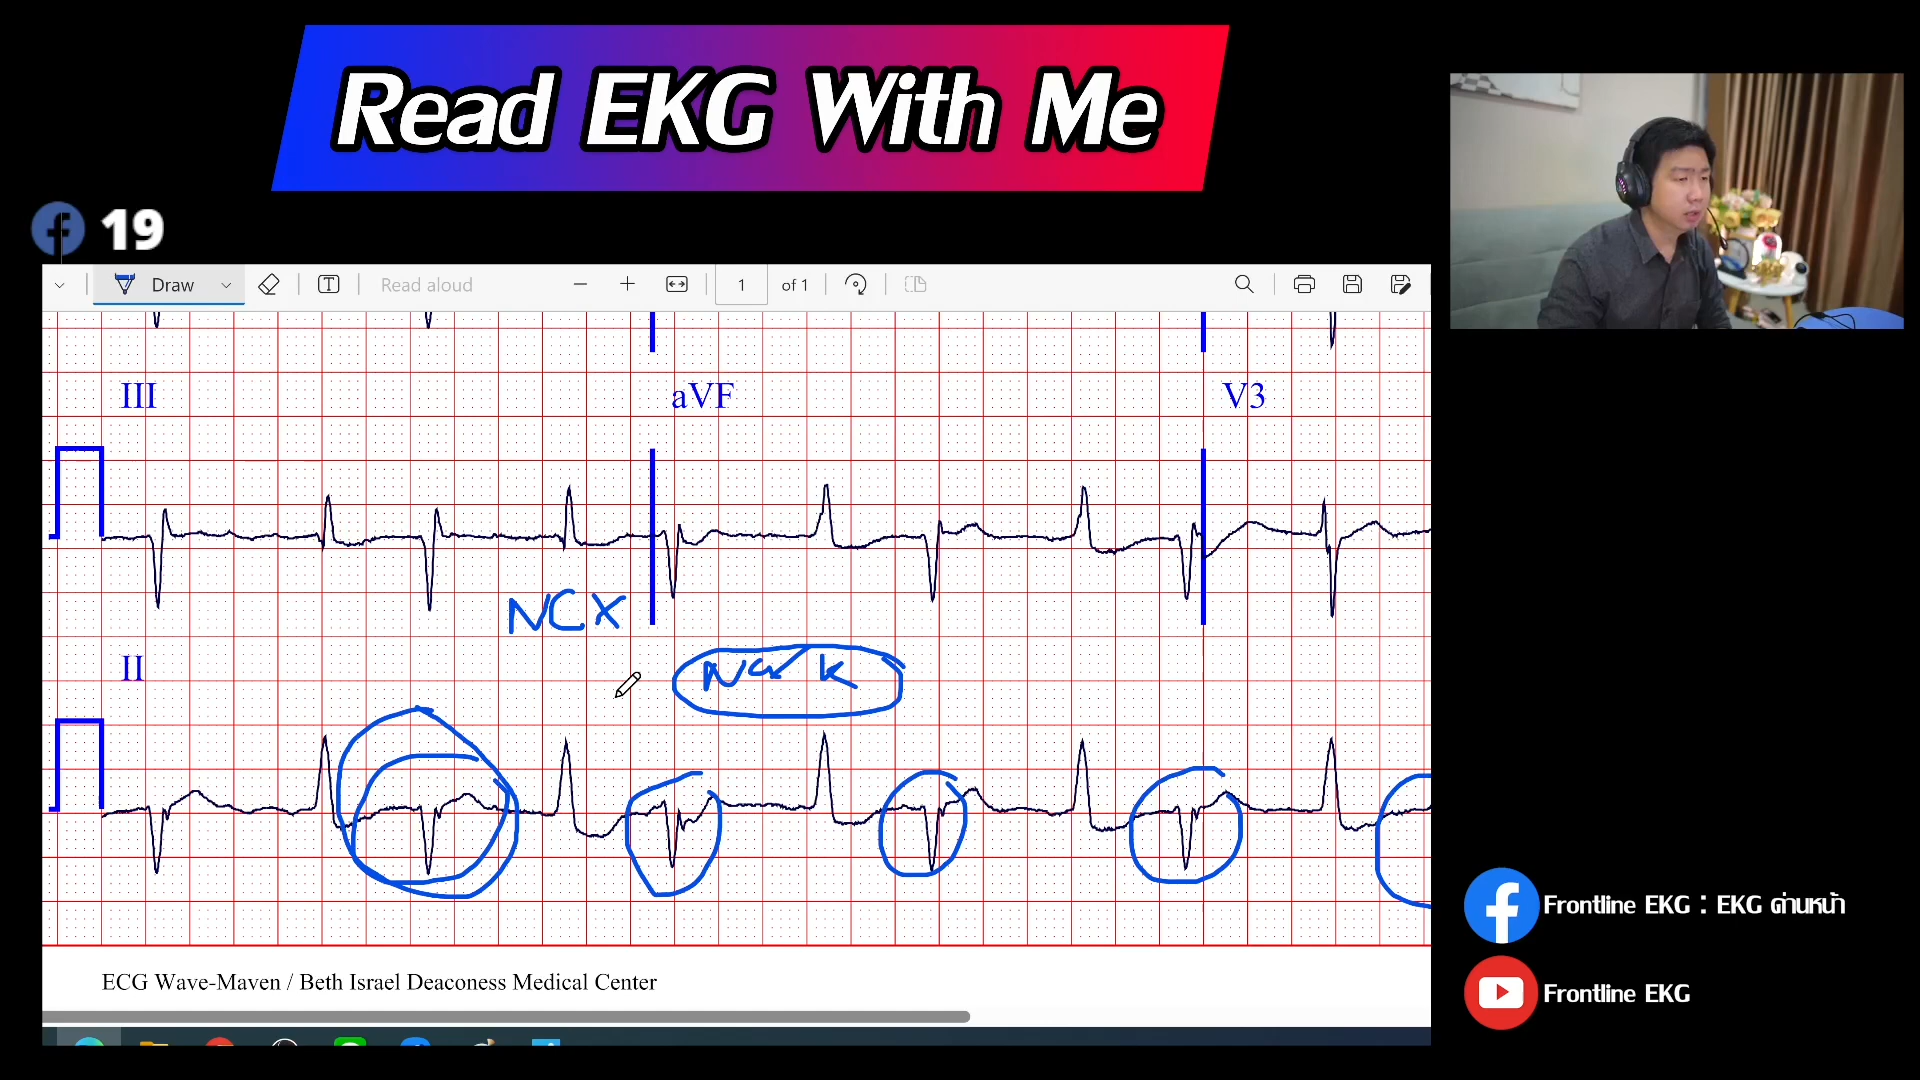 Read EKG With Me
19
Draw
Read aloud
1 of 1
III
aVF
V3
NCX
Na/K
II
ECG Wave-Maven / Beth Israel Deaconess Medical Center
Frontline EKG : EKG ด่านหน้า
Frontline EKG